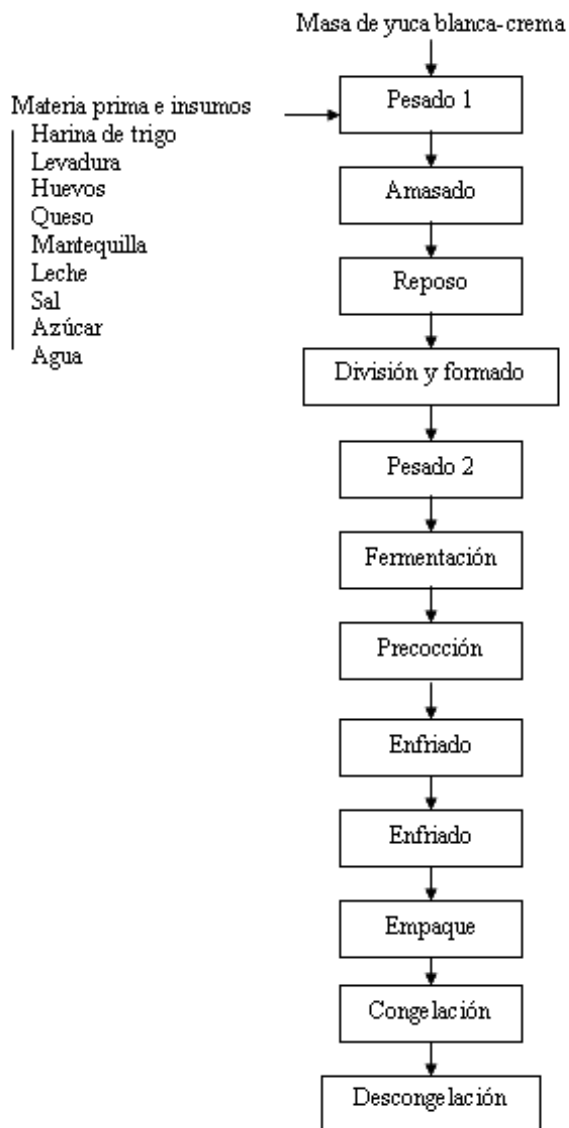 Masa de yuca blanca-crema
Pesado 1
Materia prima e insumos
Harina de trigo
Levadura
Huevos
Queso
Mantequilla
Leche
Sal
Azúcar
Agua
Amasado
Reposo
División y formado
Pesado 2
Fermentación
Precocción
Enfriado
Enfriado
Empaque
Congelación
Descongelación